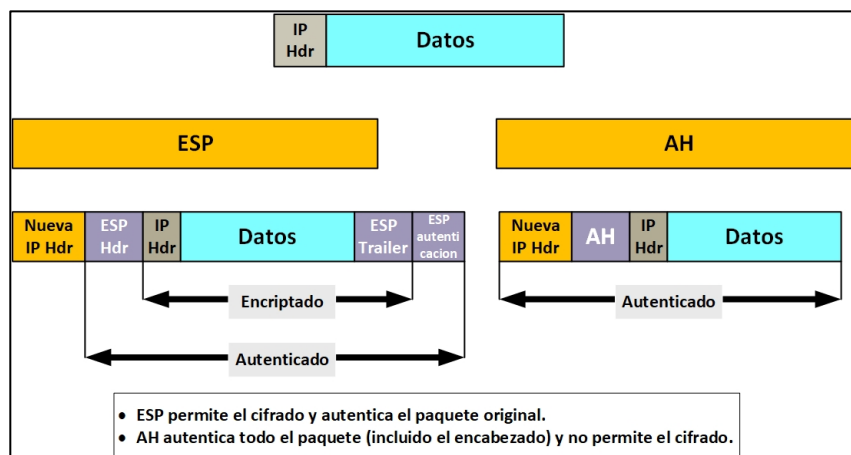 IP
Hdr
Datos
ESP
AH
Nueva
IP Hdr
ESP
Hdr
IP
Hdr
Datos
ESP
Trailer
ESP
autenti
cacion
Nueva
IP Hdr
AH
IP
Hdr
Datos
Encriptado
Autenticado
Autenticado
• ESP permite el cifrado y autentica el paquete original.
• AH autentica todo el paquete (incluido el encabezado) y no permite el cifrado.